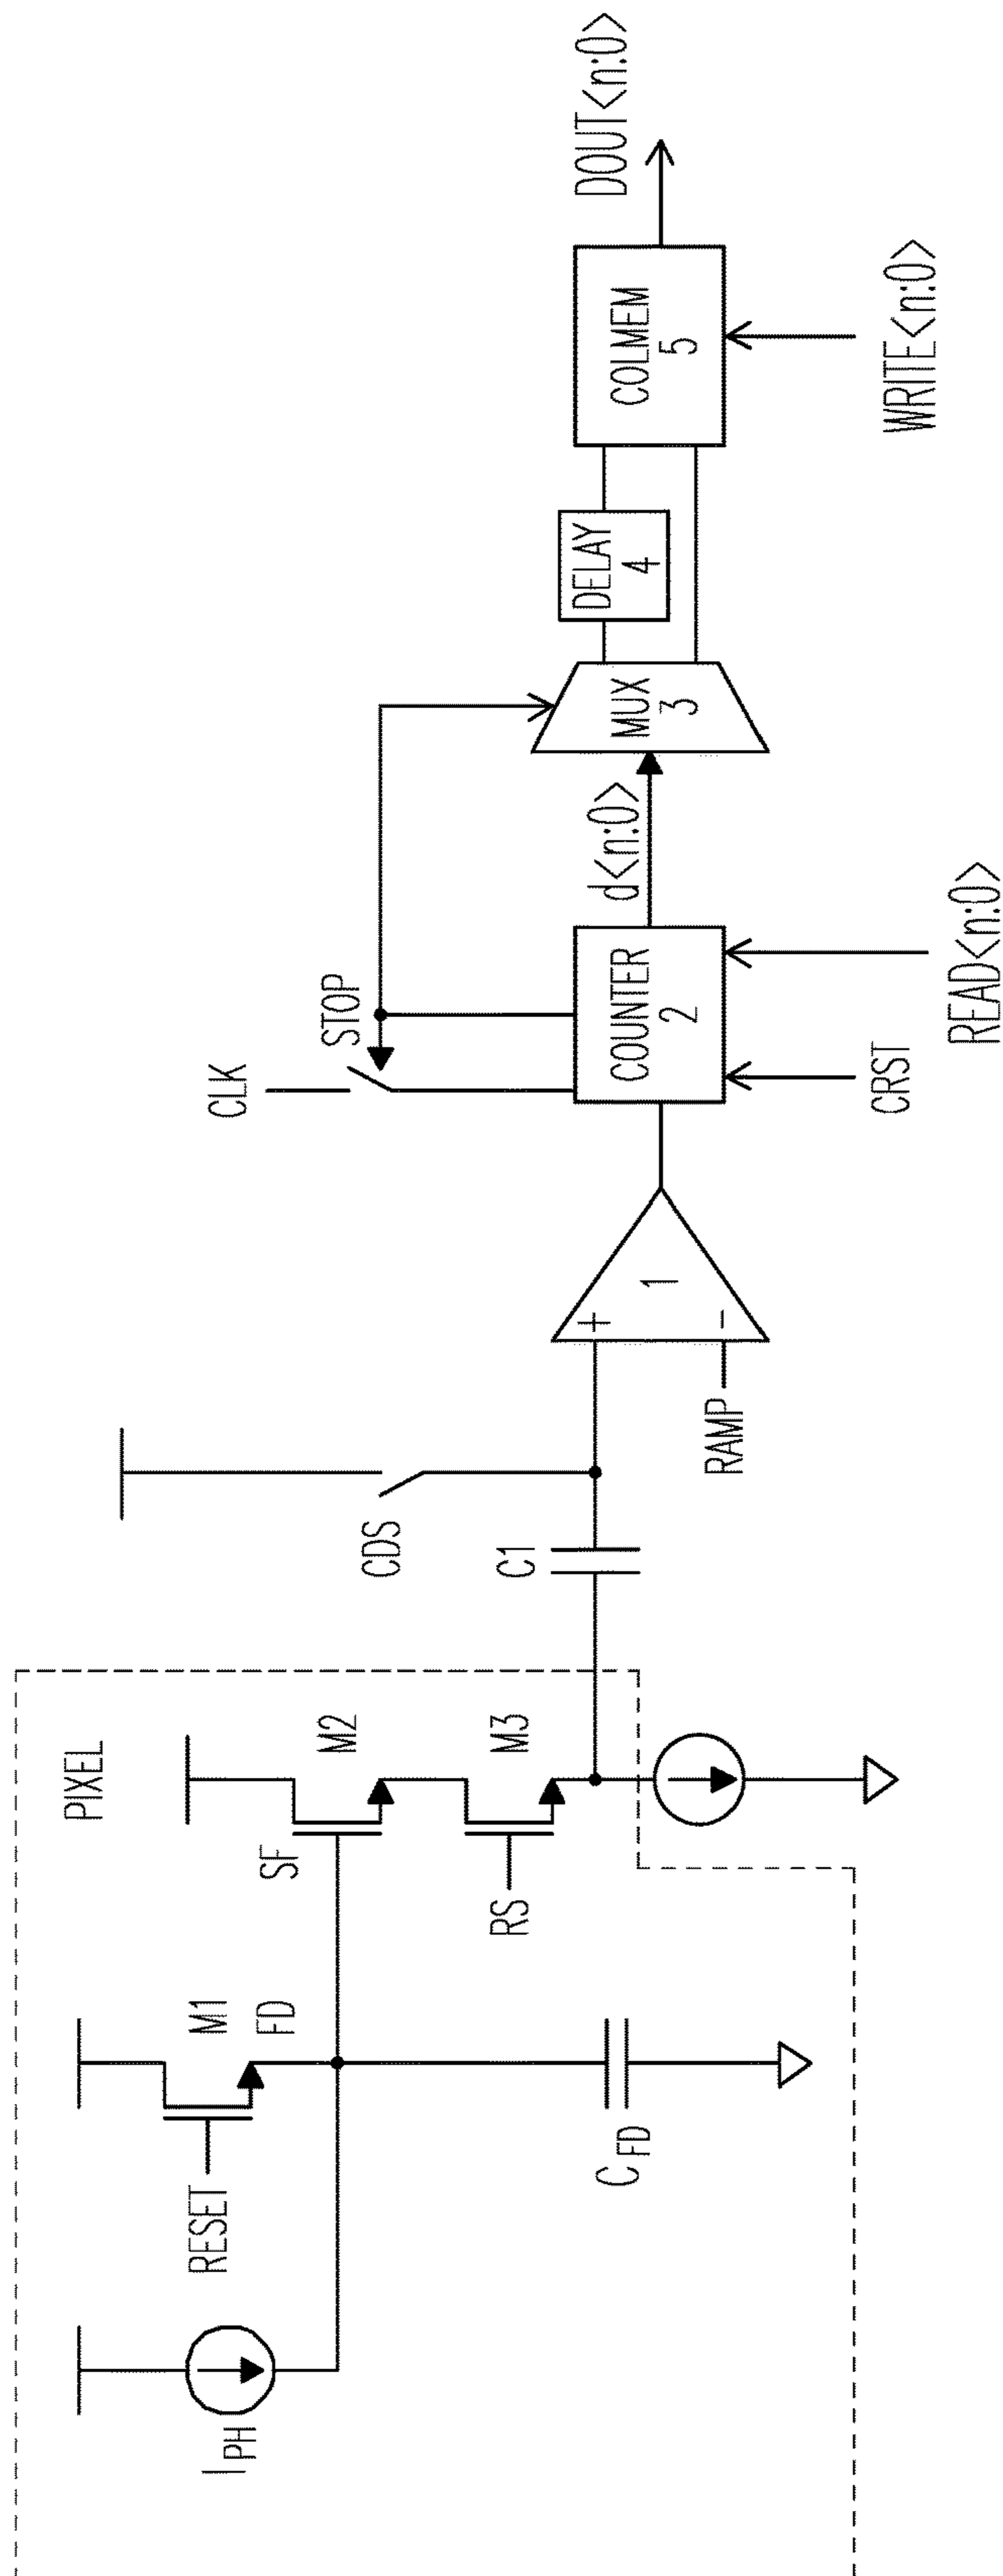 PIXEL
I PH
RESET
M1
FD
C FD
SF
M2
RS
M3
CDS
C1
RAMP
+
-
1
CLK
STOP
COUNTER
2
CRST
READ<n:0>
d<n:0>
MUX
3
DELAY
4
COLMEM
5
WRITE<n:0>
DOUT<n:0>